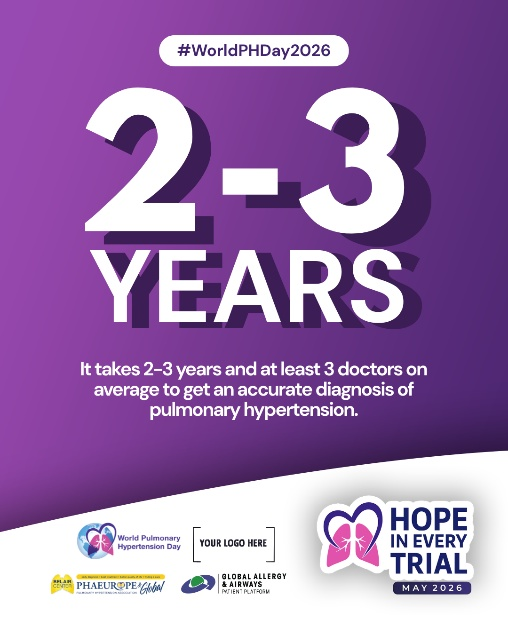 #WorldPHDay2026
2-3
YEARS
It takes 2-3 years and at least 3 doctors on
average to get an accurate diagnosis of
pulmonary hypertension.
World Pulmonary
Hypertension Day
YOUR LOGO HERE
PHAEUROPE & Global
GLOBAL ALLERGY
& AIRWAYS
PATIENT PLATFORM
HOPE
IN EVERY
TRIAL
MAY 2026